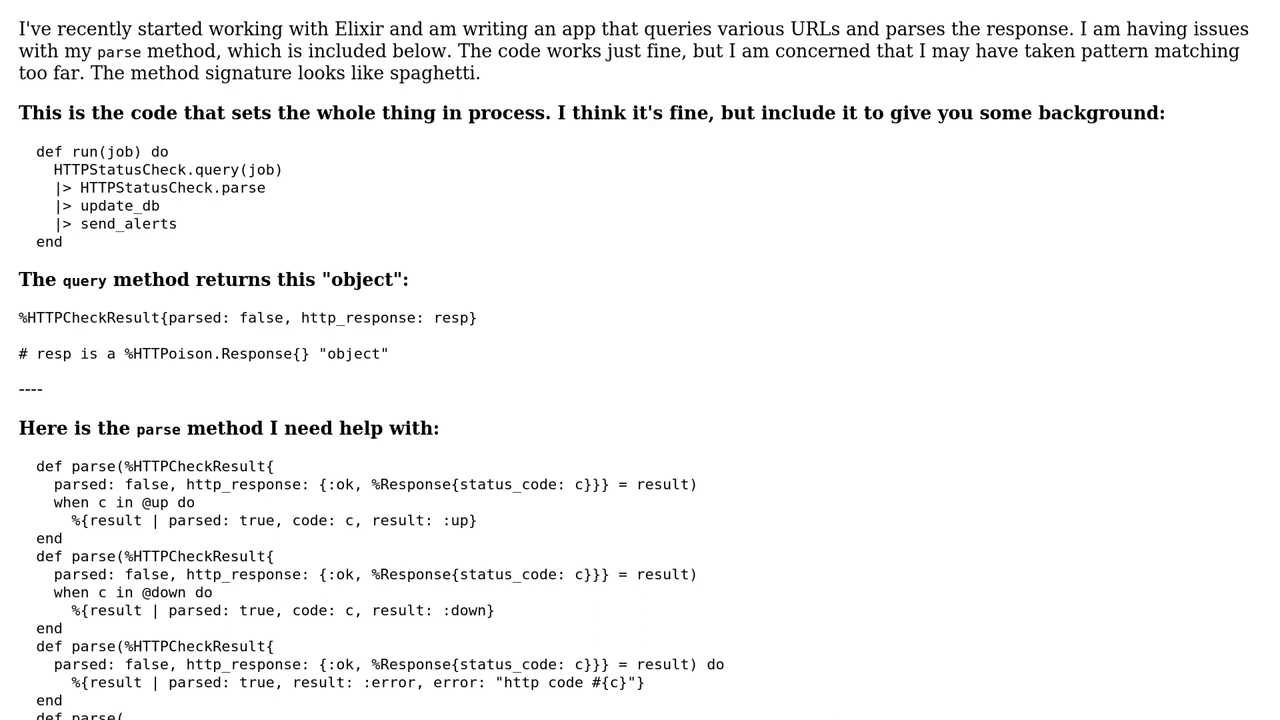 I've recently started working with Elixir and am writing an app that queries various URLs and parses the response. I am having issues
with my parse method, which is included below. The code works just fine, but I am concerned that I may have taken pattern matching
too far. The method signature looks like spaghetti.
This is the code that sets the whole thing in process. I think it's fine, but include it to give you some background:
def run(job) do
HTTPStatusCheck.query(job)
|> HTTPStatusCheck.parse
|> update_db
|> send_alerts
end
The query method returns this "object":
%HTTPCheckResult{parsed: false, http_response: resp}
# resp is a %HTTPoison.Response{} "object"
----
Here is the parse method I need help with:
def parse(%HTTPCheckResult{
parsed: false, http_response: {:ok, %Response{status_code: c}}} = result)
when c in @up do
%{result | parsed: true, code: c, result: :up}
end
def parse(%HTTPCheckResult{
parsed: false, http_response: {:ok, %Response{status_code: c}}} = result)
when c in @down do
%{result | parsed: true, code: c, result: :down}
end
def parse(%HTTPCheckResult{
parsed: false, http_response: {:ok, %Response{status_code: c}}} = result) do
%{result | parsed: true, result: :error, error: "http code #{c}"}
end
def parse(